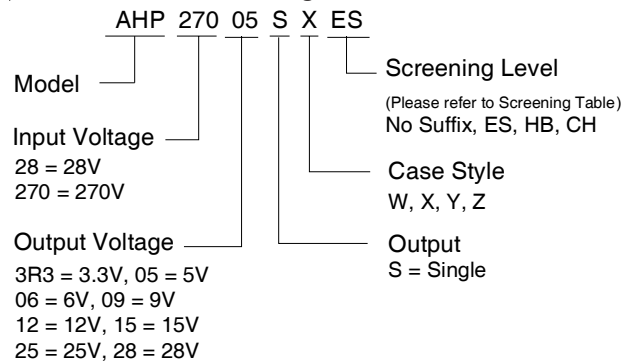 AHP 270 05 S X ES
Model
Input Voltage
28 = 28V
270 = 270V
Output Voltage
3R3 = 3.3V, 05 = 5V
06 = 6V, 09 = 9V
12 = 12V, 15 = 15V
25 = 25V, 28 = 28V
Screening Level
(Please refer to Screening Table)
No Suffix, ES, HB, CH
Case Style
W, X, Y, Z
Output
S = Single